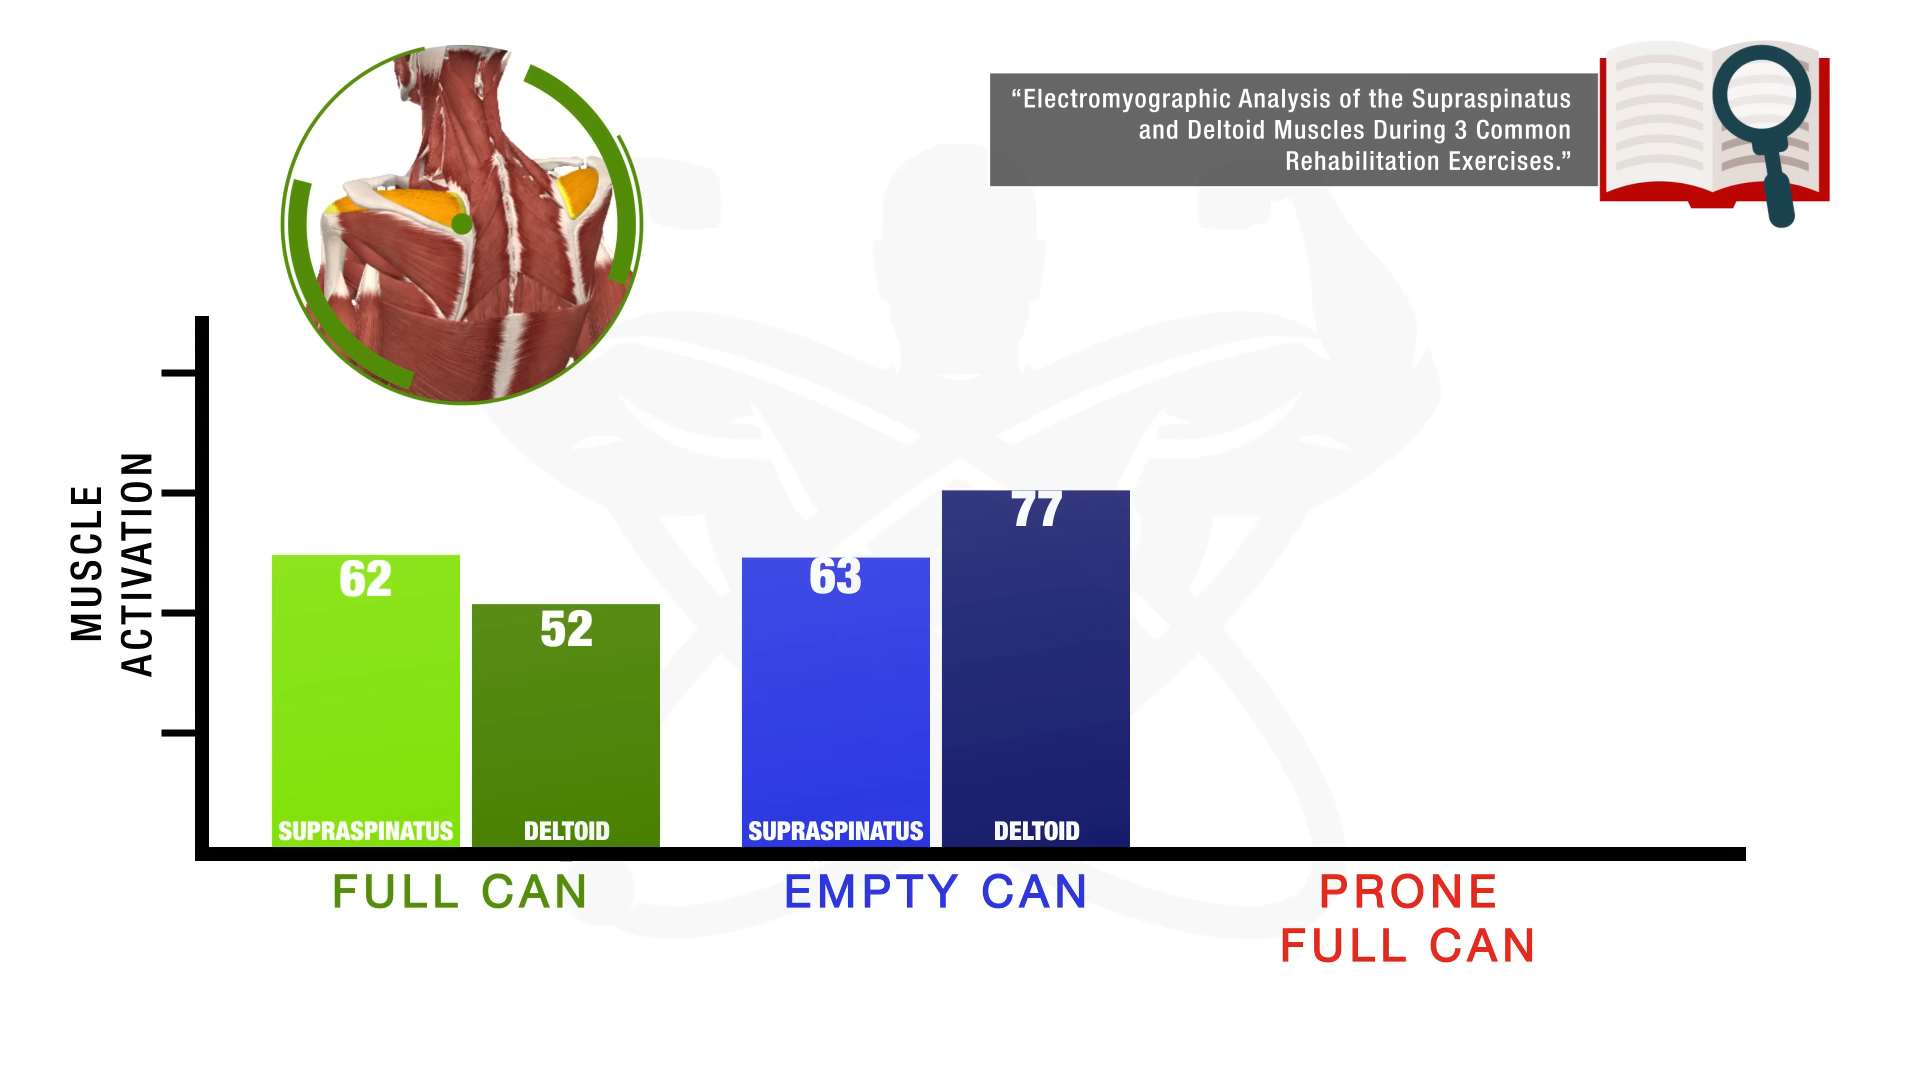 “Electromyographic Analysis of the Supraspinatus
and Deltoid Muscles During 3 Common
Rehabilitation Exercises.”
MUSCLE
ACTIVATION
62
52
63
77
SUPRASPINATUS
DELTOID
SUPRASPINATUS
DELTOID
FULL CAN
EMPTY CAN
PRONE
FULL CAN